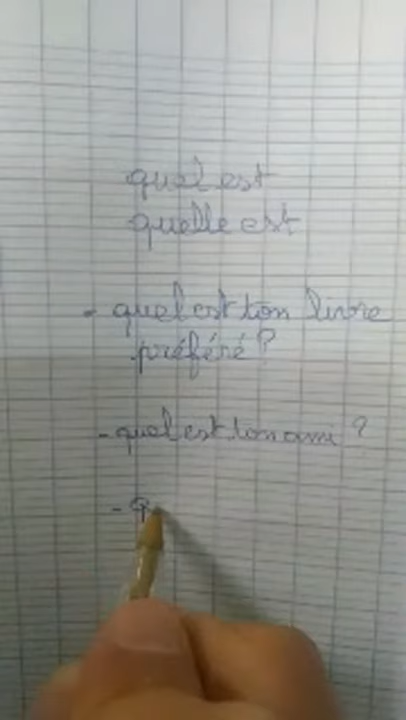 quel est
quelle est
- quel est ton livre
préféré ?
- quel est ton ami ?
- q